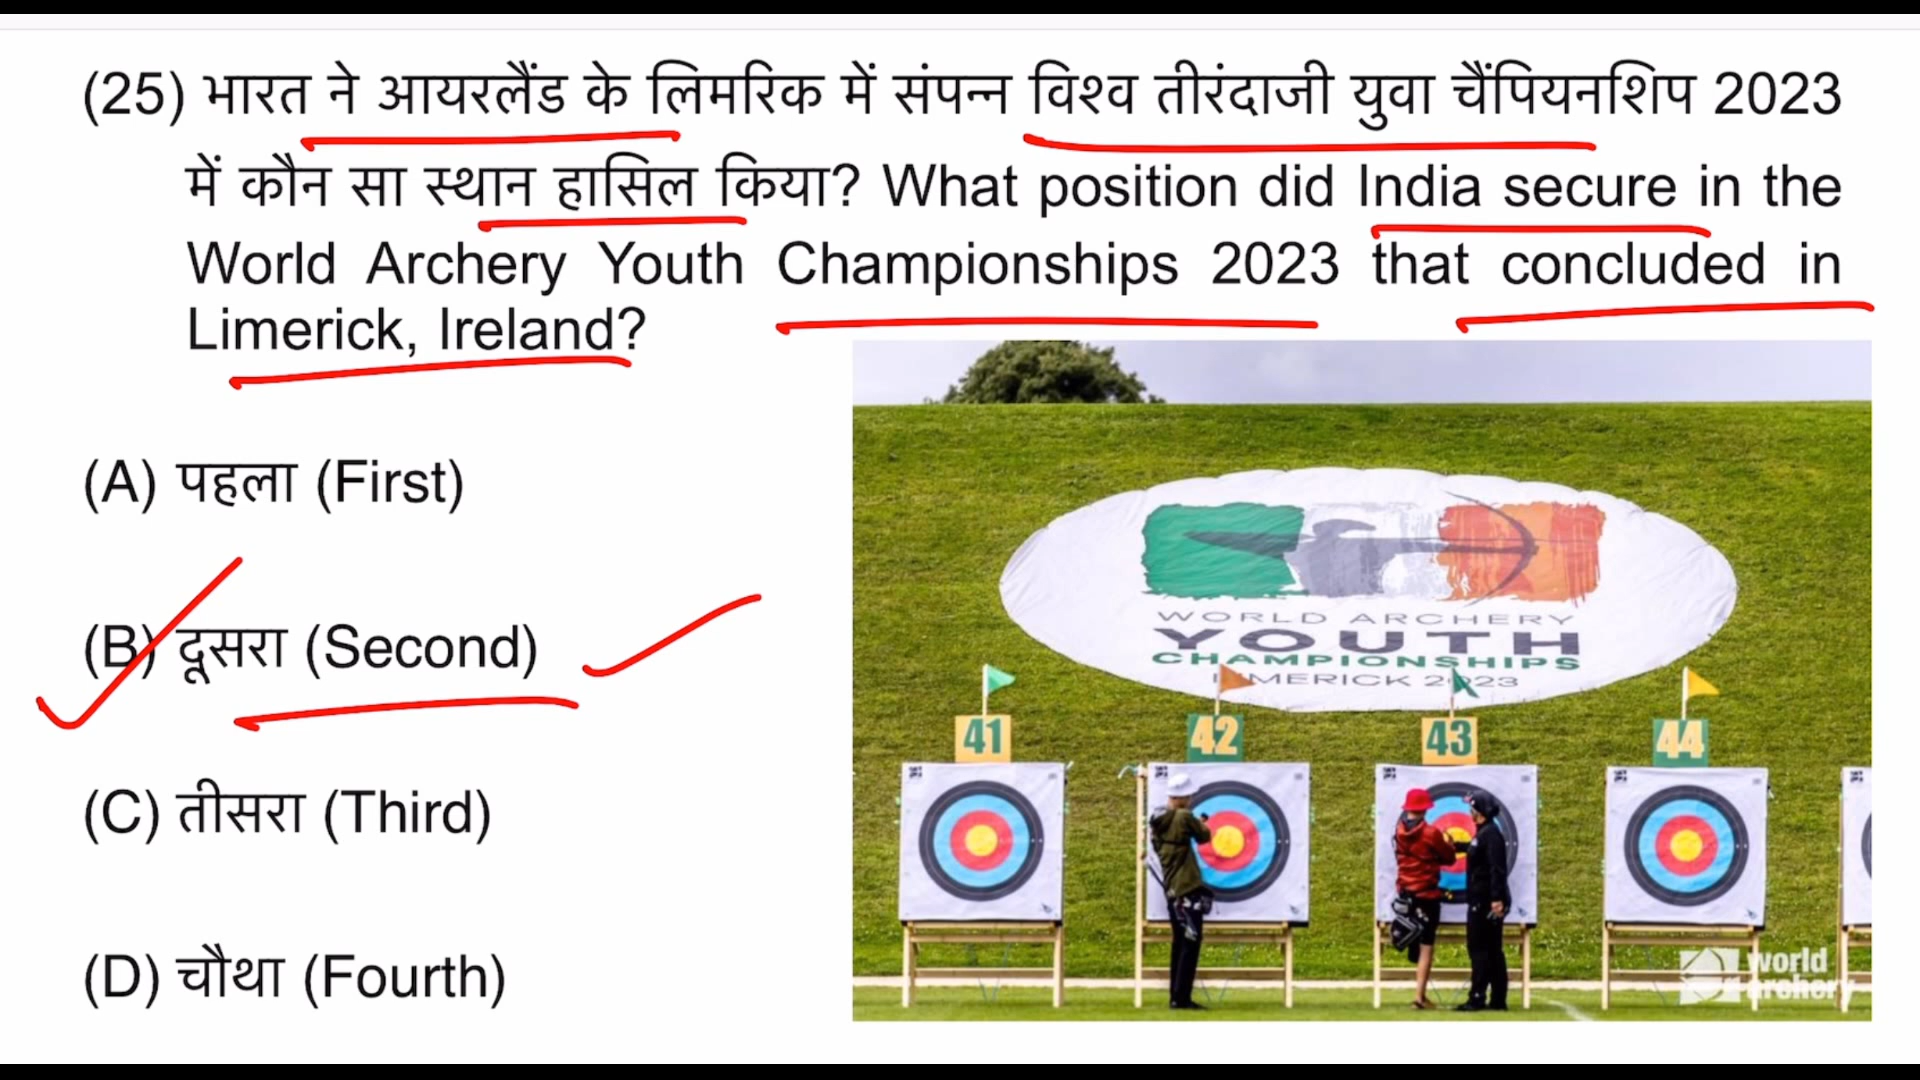 (25) भारत ने आयरलैंड के लिमरिक में संपन्न विश्व तीरंदाजी युवा चैंपियनशिप 2023
में कौन सा स्थान हासिल किया? What position did India secure in the
World Archery Youth Championships 2023 that concluded in
Limerick, Ireland?
(A) पहला (First)
(B) दूसरा (Second)
(C) तीसरा (Third)
(D) चौथा (Fourth)
WORLD ARCHERY
YOUTH
CHAMPIONSHIPS
LIMERICK 2023
41 42 43 44
world
archery